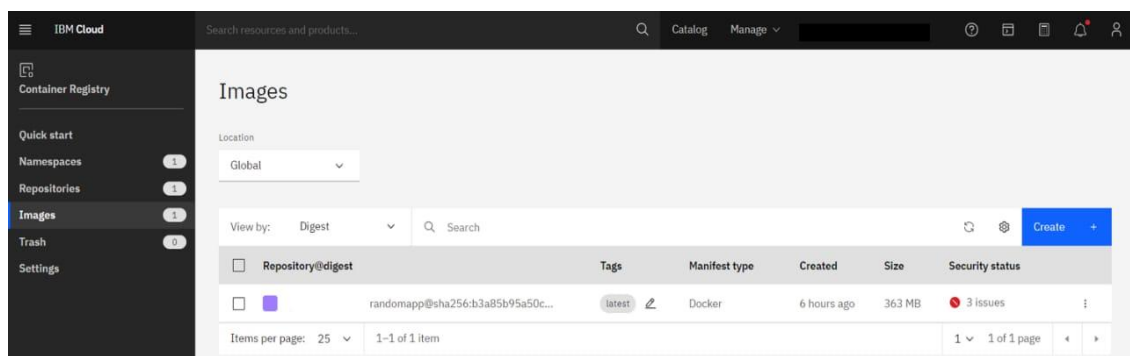 IBM Cloud
Search resources and products...
Catalog
Manage
Container Registry
Quick start
Namespaces 1
Repositories 1
Images 1
Trash 0
Settings
Images
Location
Global
View by: Digest
Search
Create +
Repository@digest Tags Manifest type Created Size Security status
randomapp@sha256:b3a85b95a50c... latest Docker 6 hours ago 363 MB 3 issues
Items per page: 25 1–1 of 1 item 1 1 of 1 page